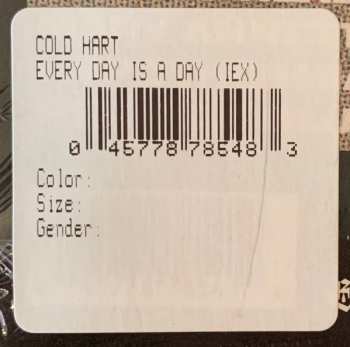 COLD HART
EVERY DAY IS A DAY (IEX)
0 45778 78548 3
Color:
Size:
Gender: